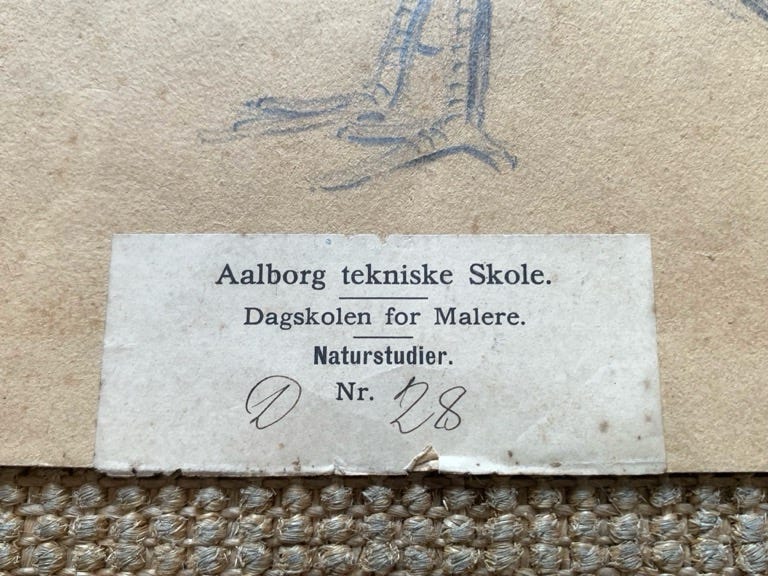 Aalborg tekniske Skole.
Dagskolen for Malere.
Naturstudier.
D Nr. 28